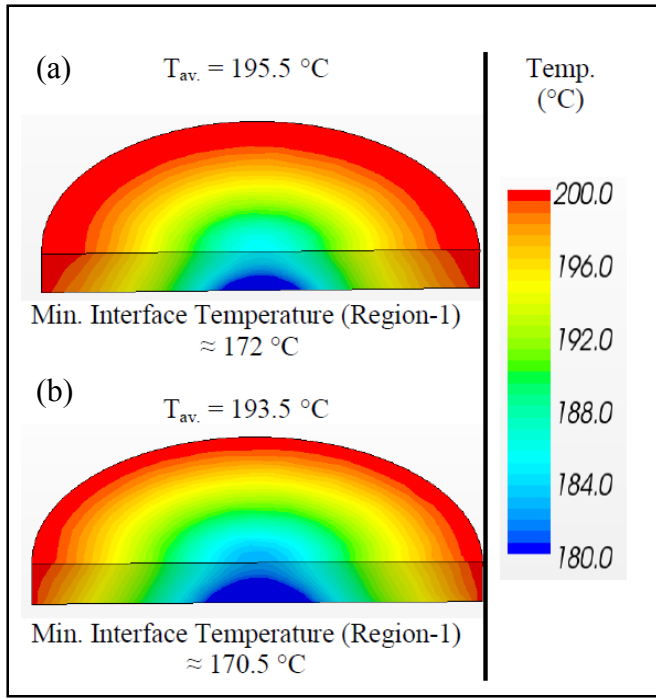 (a)
T_av. = 195.5 °C
Min. Interface Temperature (Region-1)
≈ 172 °C
(b)
T_av. = 193.5 °C
Min. Interface Temperature (Region-1)
≈ 170.5 °C
Temp.
(°C)
200.0
196.0
192.0
188.0
184.0
180.0